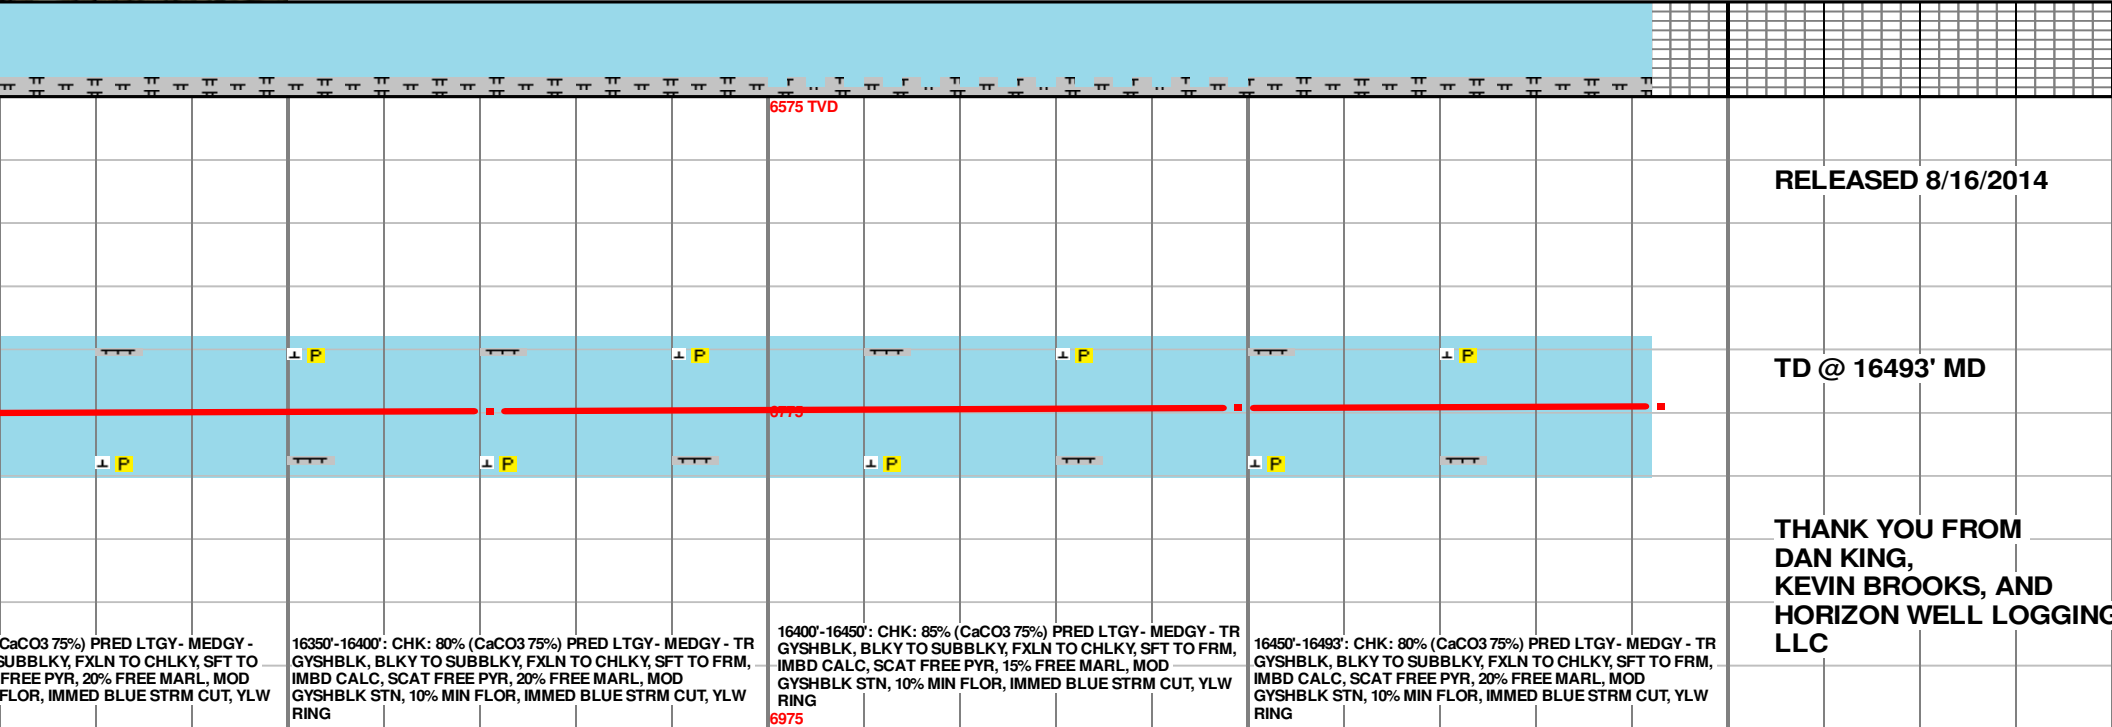 6575 TVD
RELEASED 8/16/2014
P
P
P
P
TD @ 16493' MD
6775
P
P
P
P
THANK YOU FROM
DAN KING,
KEVIN BROOKS, AND
HORIZON WELL LOGGING
LLC
CaCO3 75%) PRED LTGY- MEDGY -
SUBBLKY, FXLN TO CHLKY, SFT TO
FREE PYR, 20% FREE MARL, MOD
FLOR, IMMED BLUE STRM CUT, YLW
16350'-16400': CHK: 80% (CaCO3 75%) PRED LTGY- MEDGY - TR
GYSHBLK, BLKY TO SUBBLKY, FXLN TO CHLKY, SFT TO FRM,
IMBD CALC, SCAT FREE PYR, 20% FREE MARL, MOD
GYSHBLK STN, 10% MIN FLOR, IMMED BLUE STRM CUT, YLW
RING
16400'-16450': CHK: 85% (CaCO3 75%) PRED LTGY- MEDGY - TR
GYSHBLK, BLKY TO SUBBLKY, FXLN TO CHLKY, SFT TO FRM,
IMBD CALC, SCAT FREE PYR, 15% FREE MARL, MOD
GYSHBLK STN, 10% MIN FLOR, IMMED BLUE STRM CUT, YLW
RING
6975
16450'-16493': CHK: 80% (CaCO3 75%) PRED LTGY- MEDGY - TR
GYSHBLK, BLKY TO SUBBLKY, FXLN TO CHLKY, SFT TO FRM,
IMBD CALC, SCAT FREE PYR, 20% FREE MARL, MOD
GYSHBLK STN, 10% MIN FLOR, IMMED BLUE STRM CUT, YLW
RING